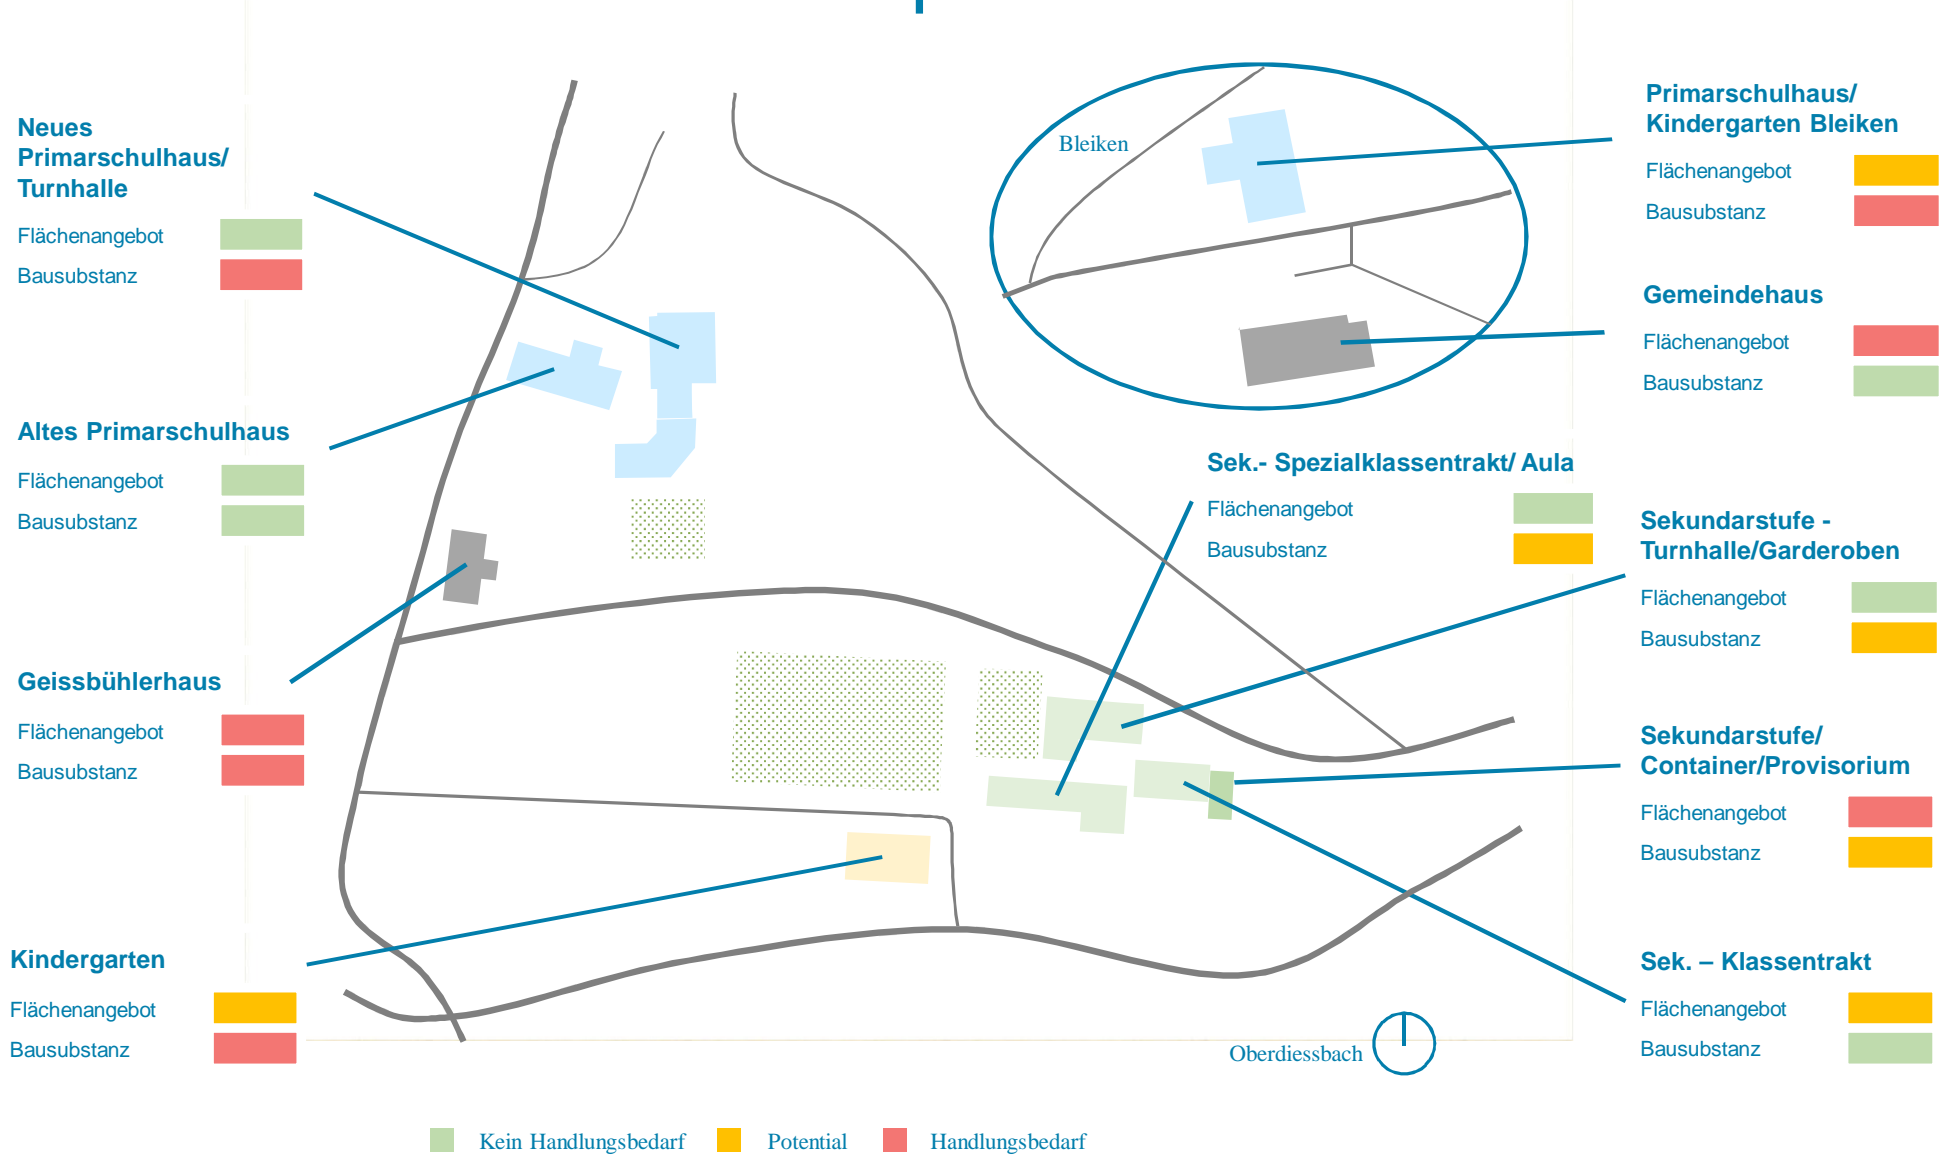 Neues
Primarschulhaus/
Turnhalle
Flächenangebot
Bausubstanz
Altes Primarschulhaus
Flächenangebot
Bausubstanz
Geissbühlerhaus
Flächenangebot
Bausubstanz
Kindergarten
Flächenangebot
Bausubstanz
Bleiken
Primarschulhaus/
Kindergarten Bleiken
Flächenangebot
Bausubstanz
Gemeindehaus
Flächenangebot
Bausubstanz
Sek.- Spezialklassentrakt/ Aula
Flächenangebot
Bausubstanz
Sekundarstufe -
Turnhalle/Garderoben
Flächenangebot
Bausubstanz
Sekundarstufe/
Container/Provisorium
Flächenangebot
Bausubstanz
Sek. – Klassentrakt
Flächenangebot
Bausubstanz
Oberdiessbach
Kein Handlungsbedarf
Potential
Handlungsbedarf